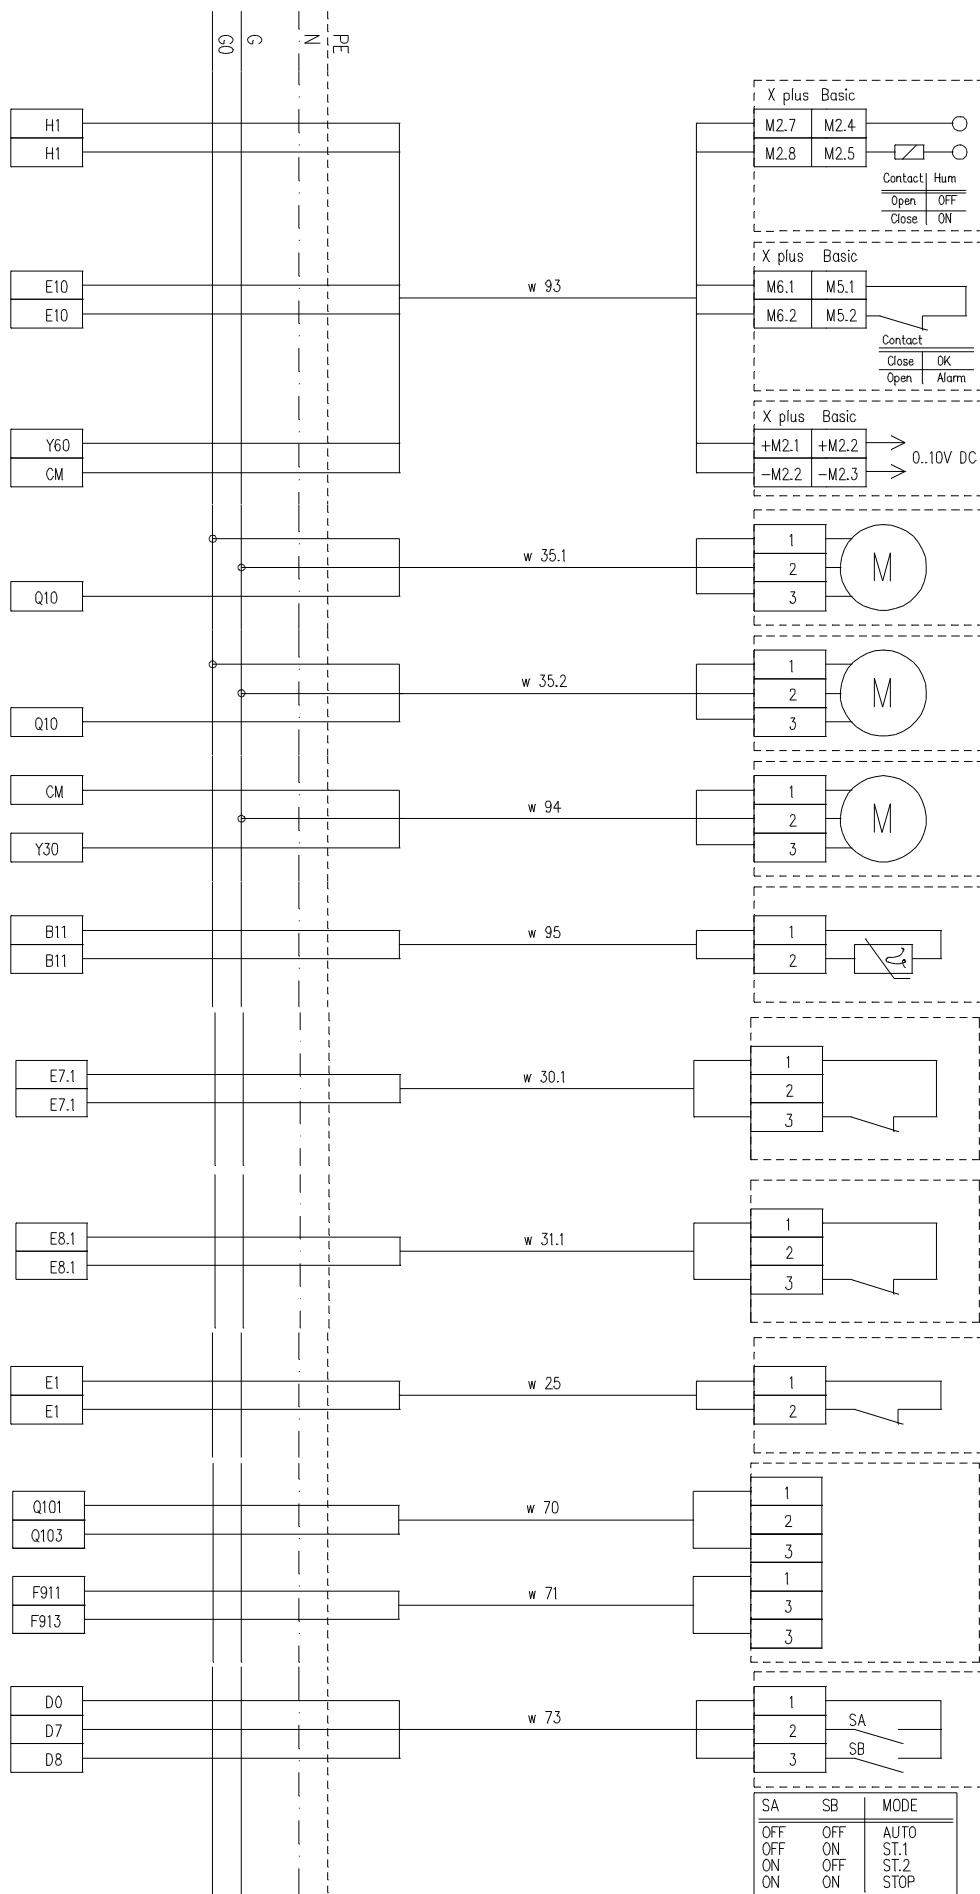 G0 G N PE
X plus Basic
H1 M2.7 M2.4
H1 M2.8 M2.5
Contact Hum
Open OFF
Close ON
X plus Basic
E10 w 93 M6.1 M5.1
E10 M6.2 M5.2
Contact
Close OK
Open Alarm
X plus Basic
Y60 +M2.1 +M2.2
0..10V DC
CM -M2.2 -M2.3
1
w 35.1 2 M
Q10 3
1
w 35.2 2 M
Q10 3
CM 1
w 94 2 M
Y30 3
B11 w 95 1
B11 2
E7.1 w 30.1 1
E7.1 2
3
E8.1 w 31.1 1
E8.1 2
3
E1 w 25 1
E1 2
Q101 w 70 1
Q103 2
3
F911 w 71 1
F913 3
3
D0 w 73 1
D7 2 SA
D8 3 SB
SA SB MODE
OFF OFF AUTO
OFF ON ST.1
ON OFF ST.2
ON ON STOP